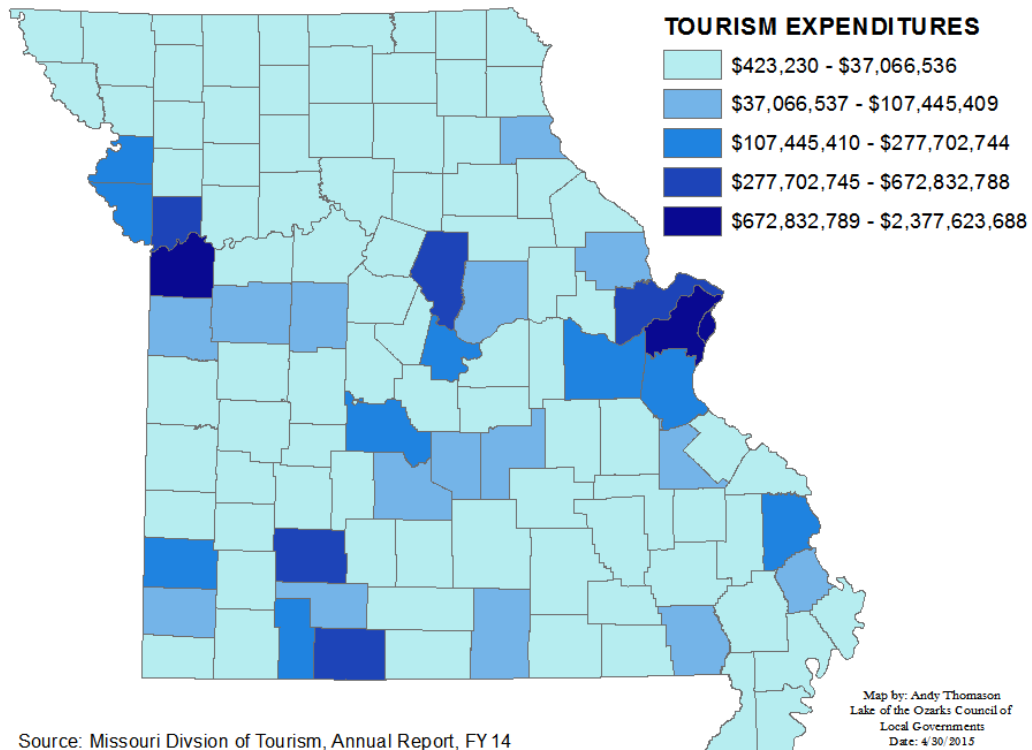 TOURISM EXPENDITURES
$423,230 - $37,066,536
$37,066,537 - $107,445,409
$107,445,410 - $277,702,744
$277,702,745 - $672,832,788
$672,832,789 - $2,377,623,688
Map by: Andy Thomason
Lake of the Ozarks Council of
Local Governments
Date: 4/30/2015
Source: Missouri Divsion of Tourism, Annual Report, FY 14